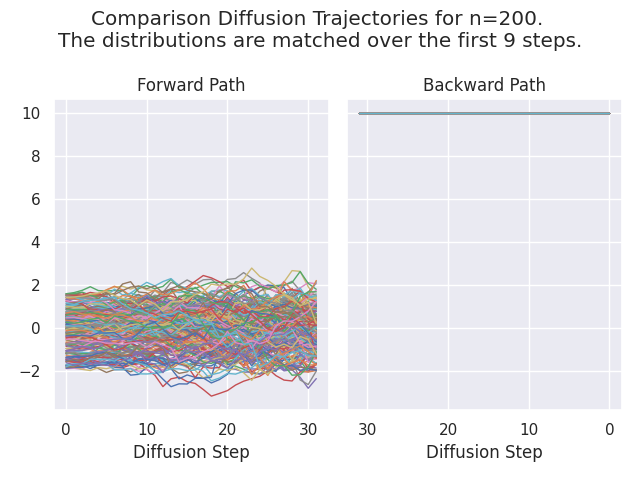 Comparison Diffusion Trajectories for n=200.
The distributions are matched over the first 9 steps.
Forward Path
Backward Path
10
8
6
4
2
0
−2
0 10 20 30
30 20 10 0
Diffusion Step
Diffusion Step